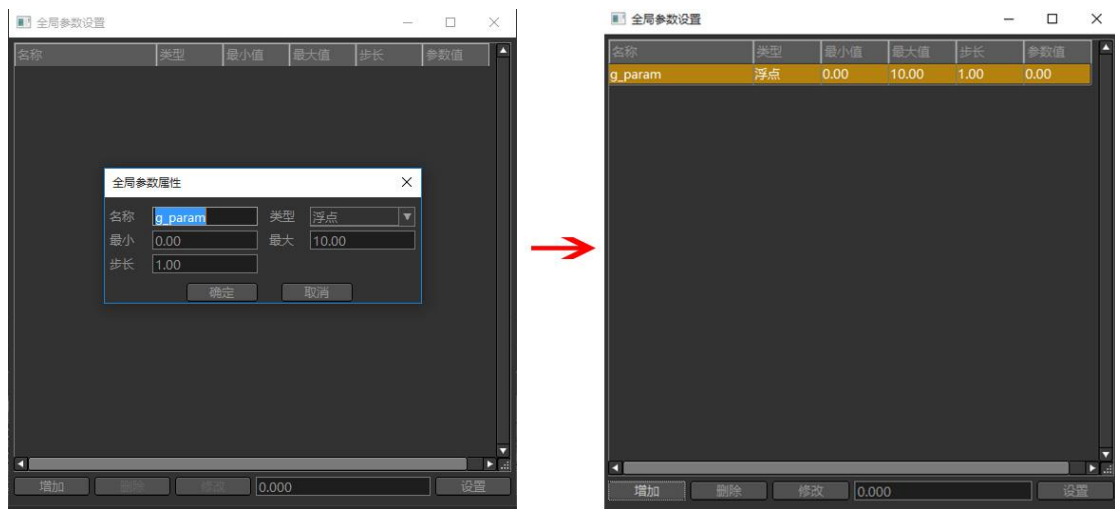 全局参数设置
名称 类型 最小值 最大值 步长 参数值
全局参数属性
名称 g_param 类型 浮点
最小 0.00 最大 10.00
步长 1.00
确定 取消
增加 删除 修改 0.000 设置
全局参数设置
名称 类型 最小值 最大值 步长 参数值
g_param 浮点 0.00 10.00 1.00 0.00
增加 删除 修改 0.000 设置